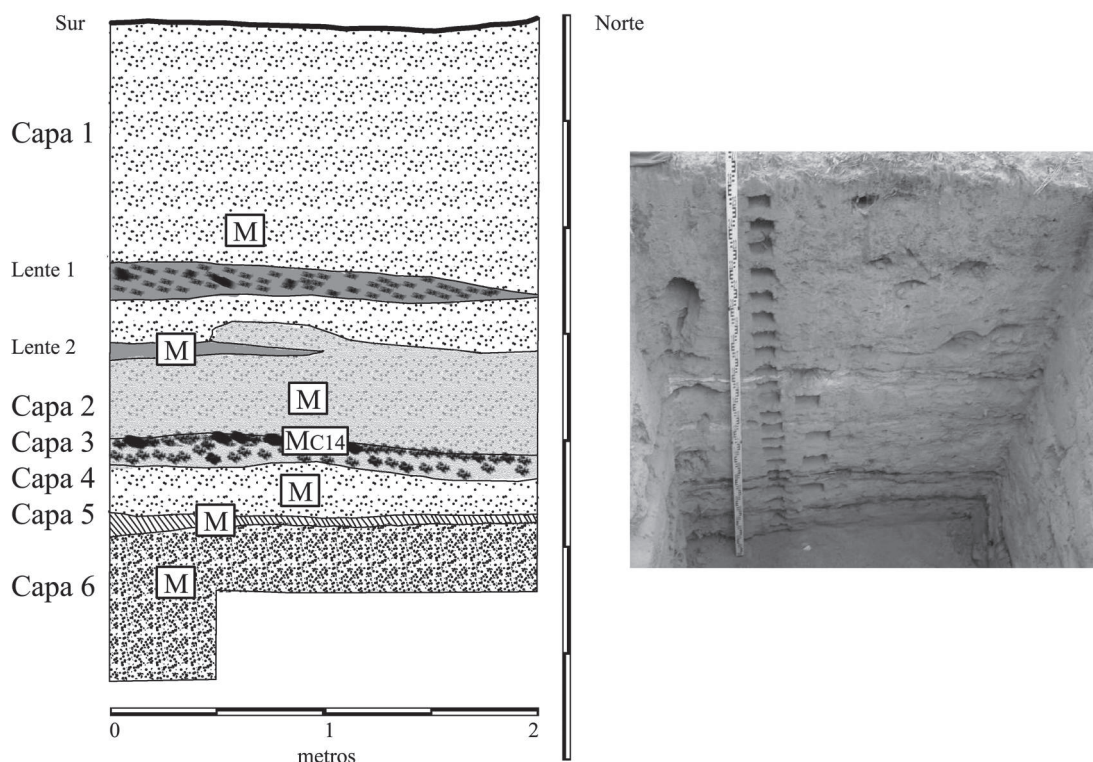 Sur
Norte
Capa 1
M
Lente 1
Lente 2
M
Capa 2
M
Capa 3
MC14
Capa 4
M
Capa 5
M
Capa 6
M
0 1 2
metros